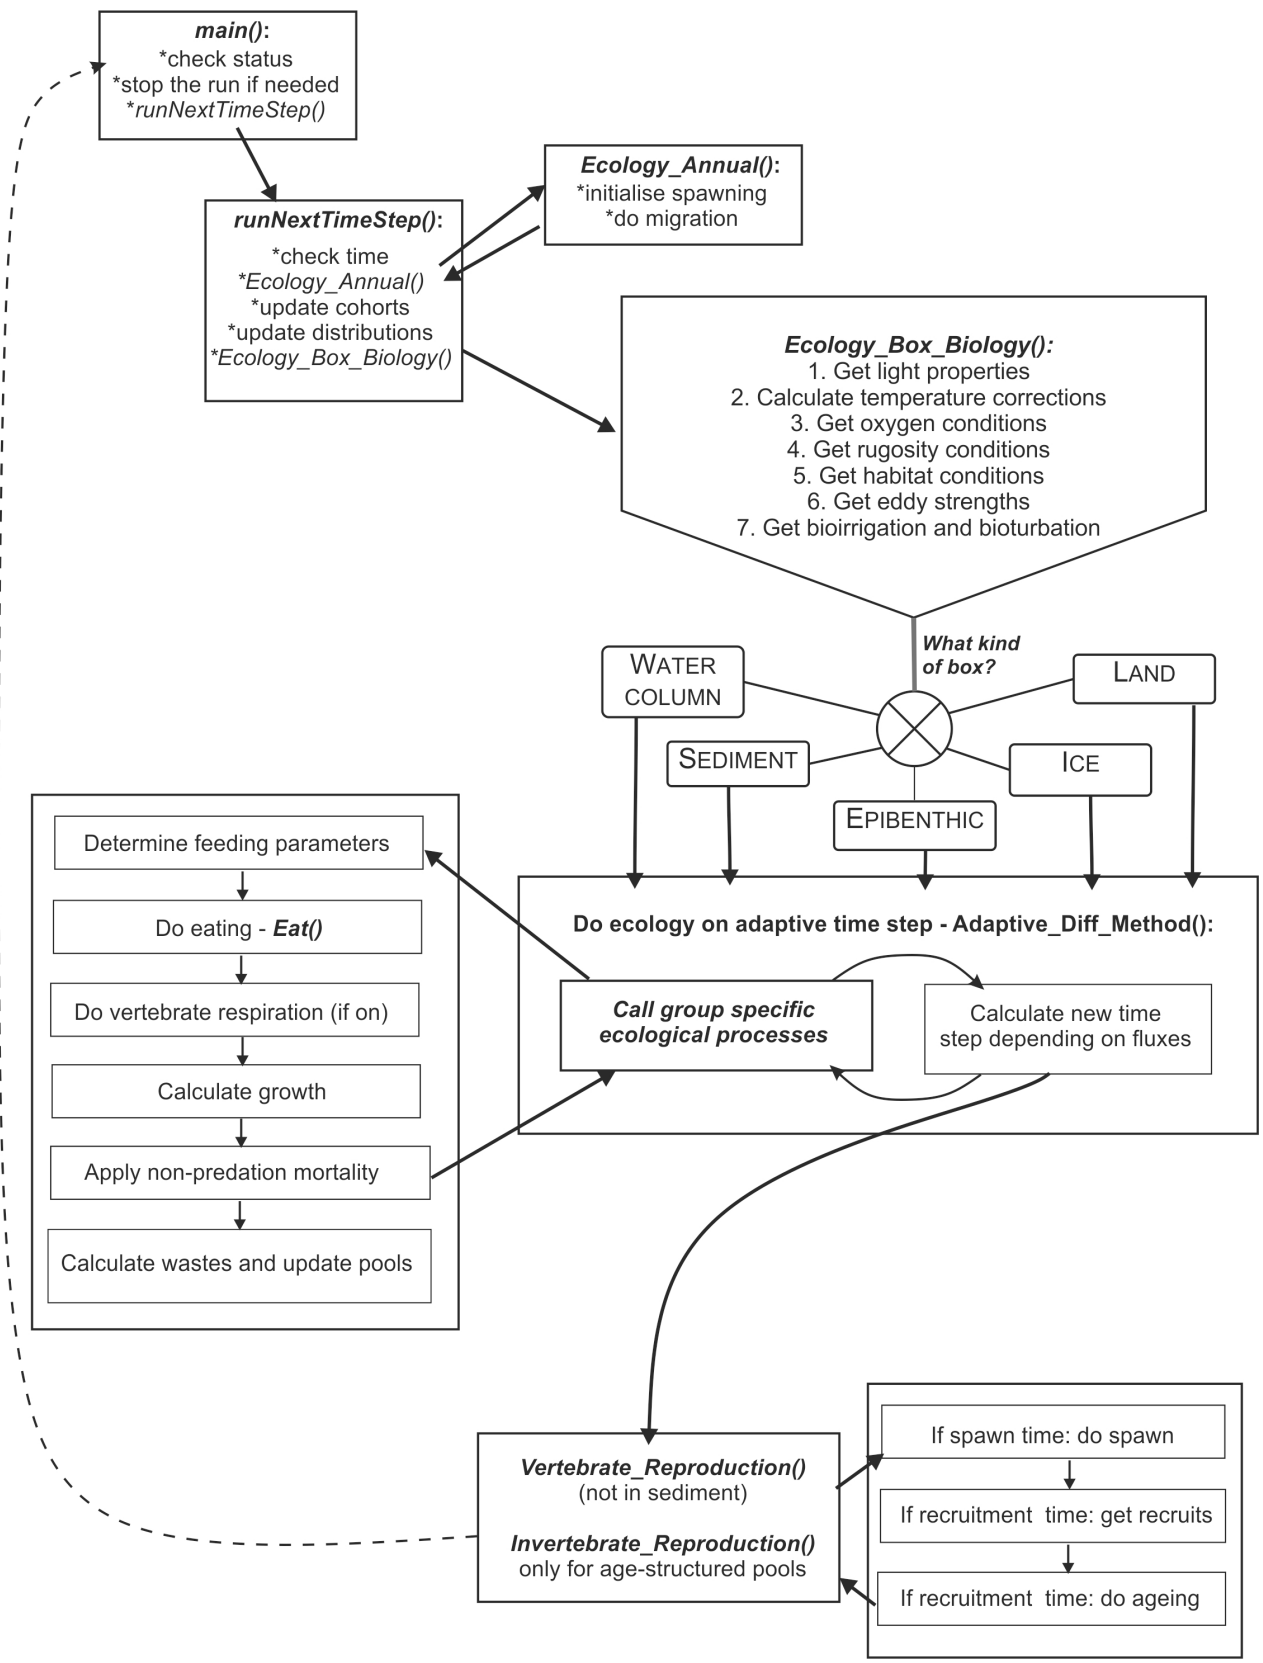 main():
*check status
*stop the run if needed
*runNextTimeStep()
Ecology_Annual():
*initialise spawning
*do migration
runNextTimeStep():
*check time
*Ecology_Annual()
*update cohorts
*update distributions
*Ecology_Box_Biology()
Ecology_Box_Biology():
1. Get light properties
2. Calculate temperature corrections
3. Get oxygen conditions
4. Get rugosity conditions
5. Get habitat conditions
6. Get eddy strengths
7. Get bioirrigation and bioturbation
What kind
of box?
WATER
COLUMN
LAND
SEDIMENT
ICE
EPIBENTHIC
Determine feeding parameters
Do eating - Eat()
Do vertebrate respiration (if on)
Calculate growth
Apply non-predation mortality
Calculate wastes and update pools
Do ecology on adaptive time step - Adaptive_Diff_Method():
Call group specific
ecological processes
Calculate new time
step depending on fluxes
Vertebrate_Reproduction()
(not in sediment)
Invertebrate_Reproduction()
only for age-structured pools
If spawn time: do spawn
If recruitment  time: get recruits
If recruitment  time: do ageing